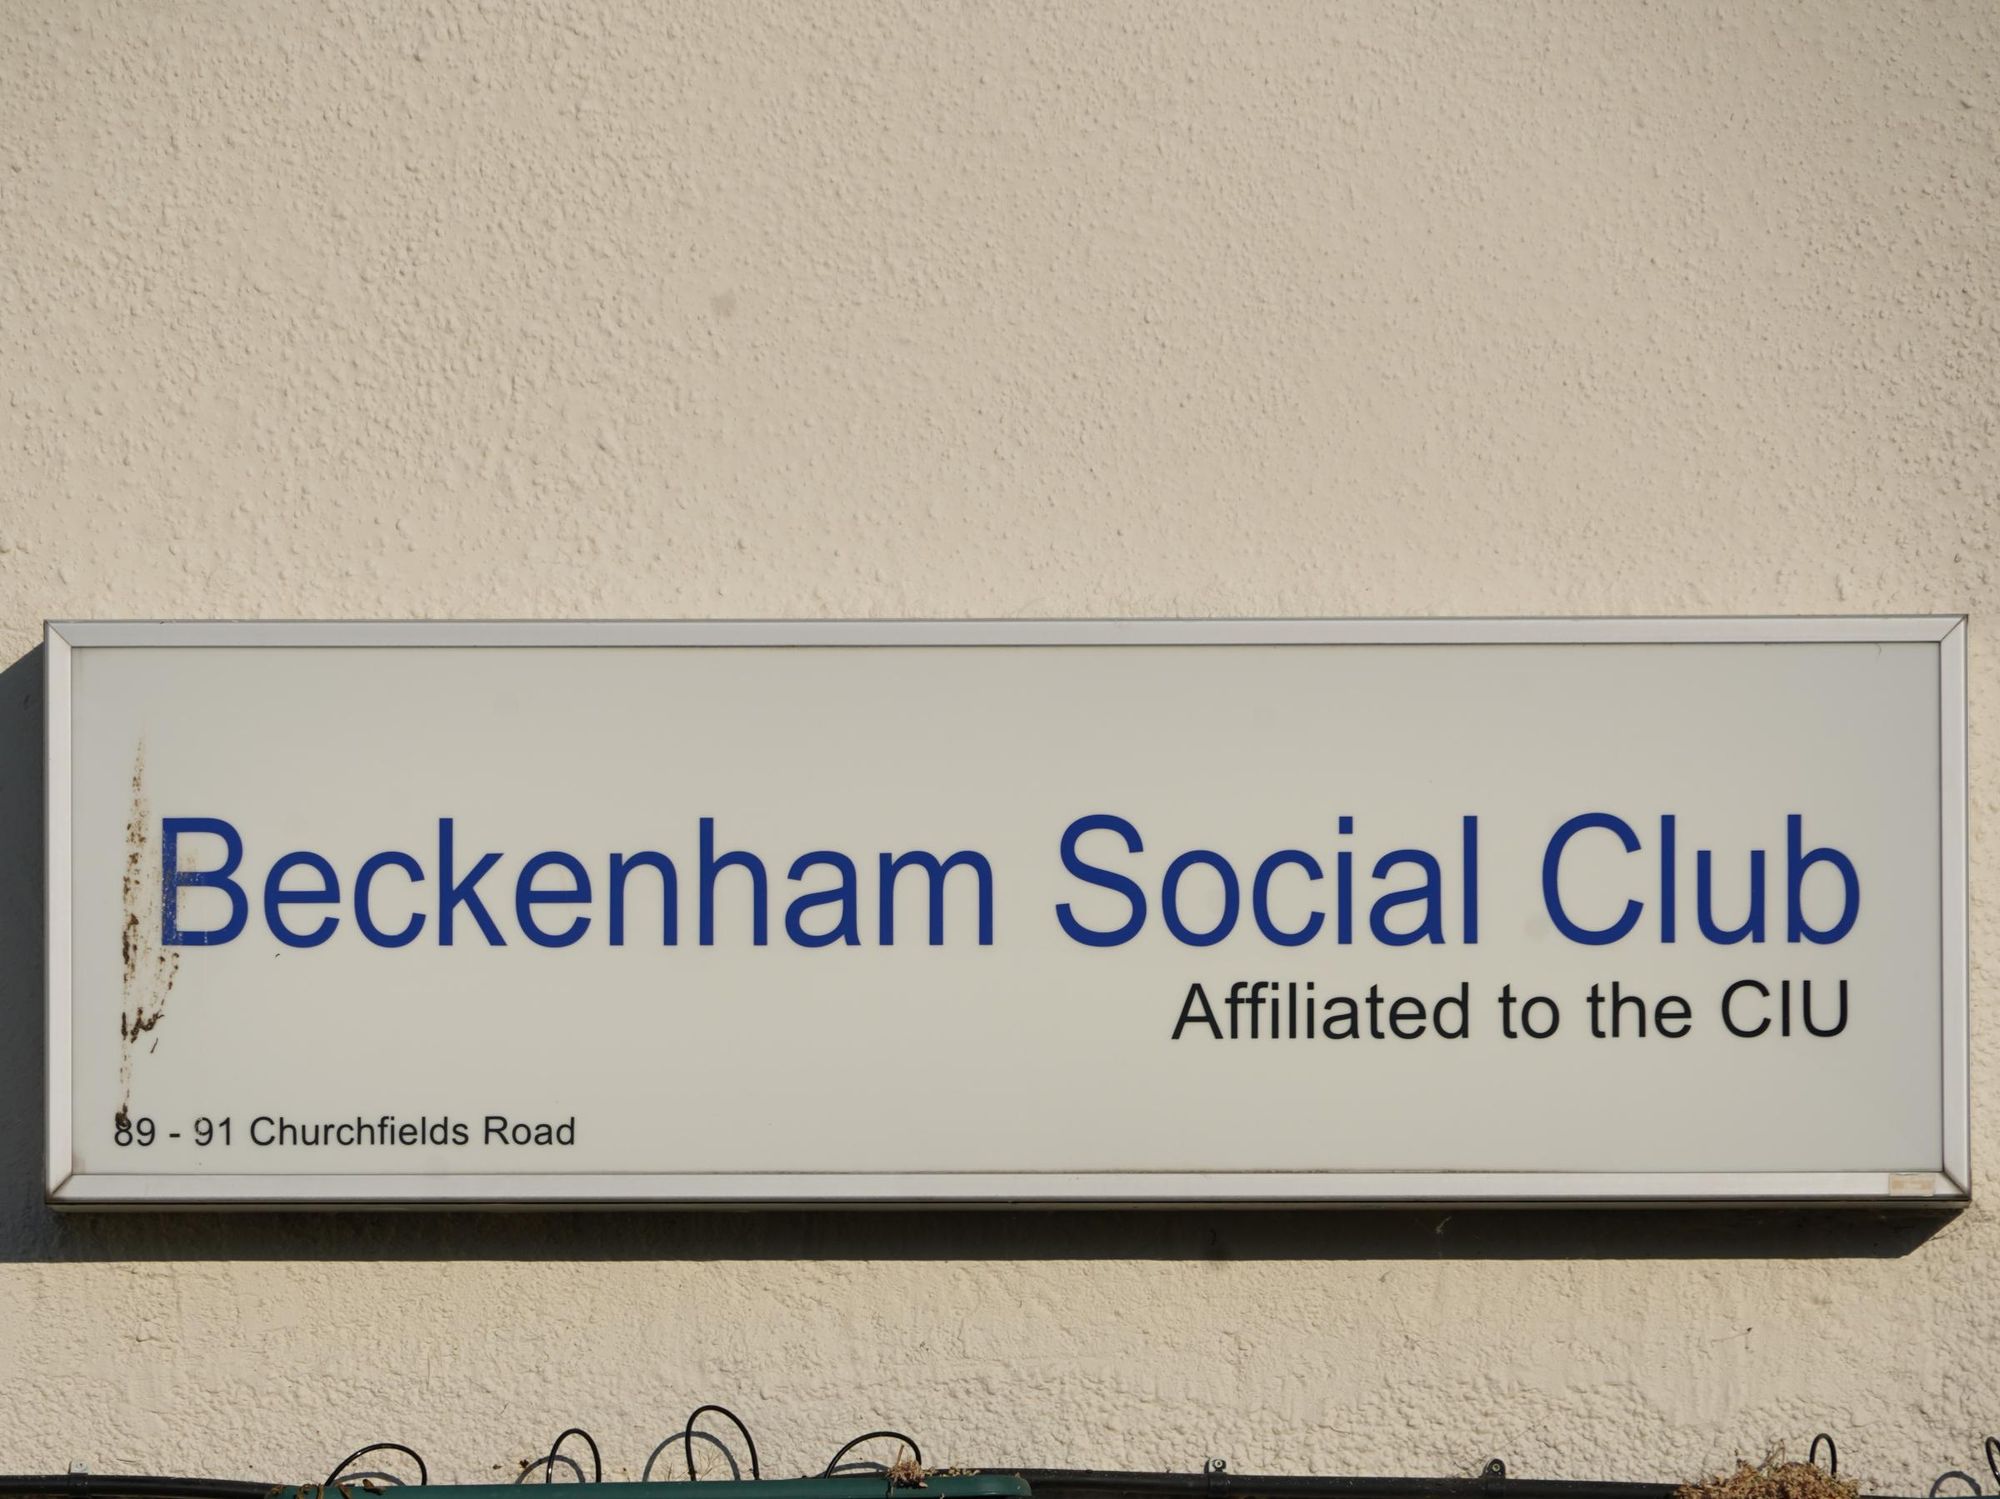 Beckenham Social Club
Affiliated to the CIU
89 - 91 Churchfields Road